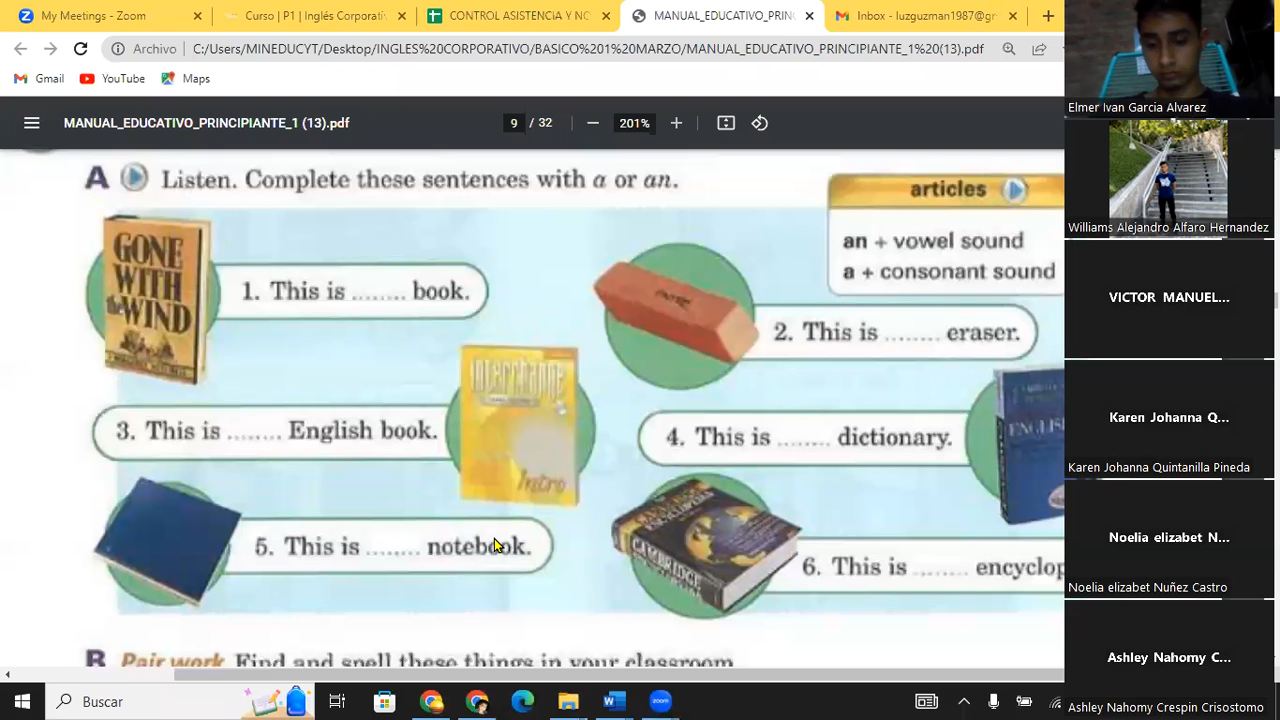 My Meetings - Zoom
Curso | P1 | Inglés Corporati
CONTROL ASISTENCiA Y NO
MANUAL_EDUCATIVO_PRIN
Inbox - luzguzman1987@g
Archivo
C:/Users/MINEDUCYT/Desktop/INGLES%20CORPORATIVO/BASICO%201%20MARZO/MANUAL_EDUCATIVO_PRINCIPIANTE_1%20(13).pdf
Gmail
YouTube
Maps
MANUAL_EDUCATIVO_PRINCIPIANTE_1 (13).pdf
9 / 32
201%
A Listen. Complete these sentences with a or an.
articles
an + vowel sound
a + consonant sound
GONE
WITH
the WIND
1. This is ........ book.
2. This is ........ eraser.
3. This is ........ English book.
Interchange
Intro
4. This is ........ dictionary.
ENGLISH
5. This is ........ notebook.
CAMBRIDGE
ENCYCLOPEDIA
6. This is ........ encyclop
B Pair work Find and spell these things in your classroom
Elmer Ivan Garcia Alvarez
Williams Alejandro Alfaro Hernandez
VICTOR MANUEL...
Karen Johanna Q...
Karen Johanna Quintanilla Pineda
Noelia elizabet N...
Noelia elizabet Nuñez Castro
Ashley Nahomy C...
Ashley Nahomy Crespin Crisostomo
Buscar
zoom